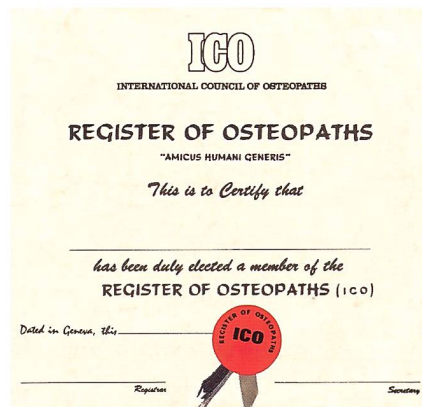 ICO
INTERNATIONAL COUNCIL OF OSTEOPATHS
REGISTER OF OSTEOPATHS
"AMICUS HUMANI GENERIS"
This is to Certify that
has been duly elected a member of the
REGISTER OF OSTEOPATHS (ICO)
Dated in Geneva, this
REGISTER OF OSTEOPATHS
ICO
Registrar
Secretary